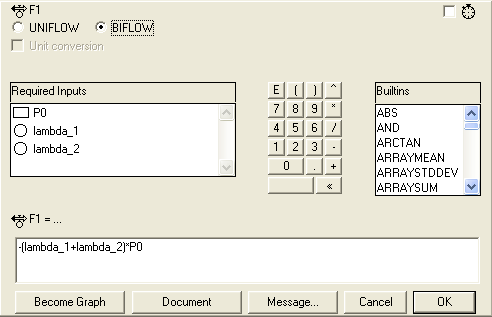 F1
UNIFLOW BIFLOW
Unit conversion
Required Inputs
P0
lambda_1
lambda_2
E ( ) ^
7 8 9 *
4 5 6 /
1 2 3 -
0 . +
«
Builtins
ABS
AND
ARCTAN
ARRAYMEAN
ARRAYSTDDEV
ARRAYSUM
F1 = ...
-(lambda_1+lambda_2)*P0
Become Graph Document Message... Cancel OK